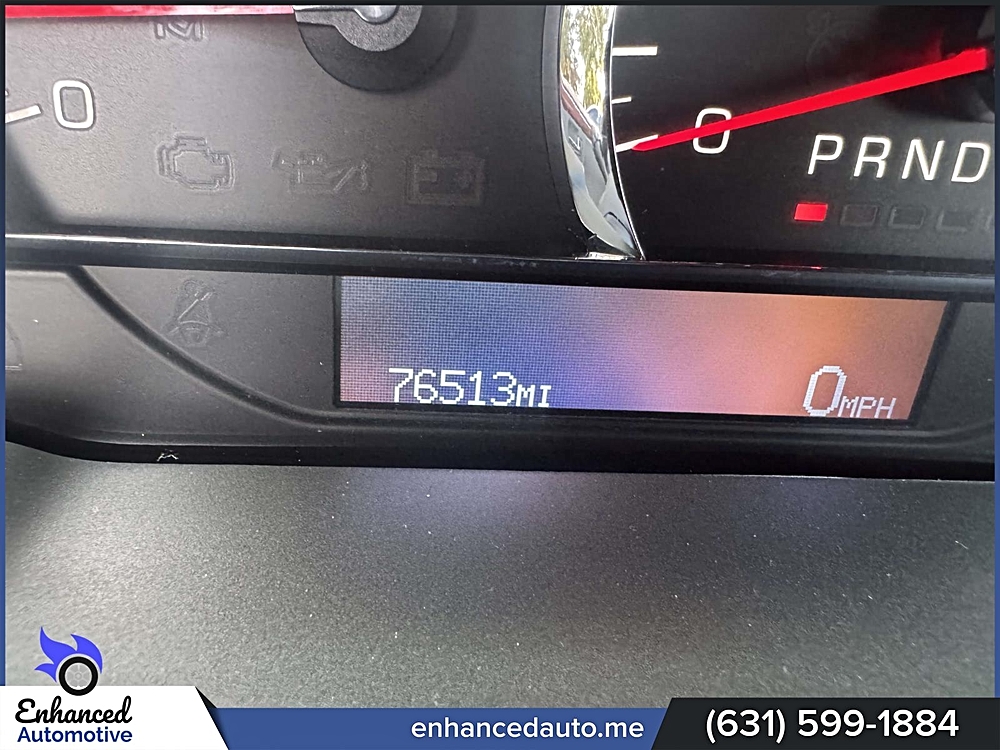 0
0
PRND
76513MI
0MPH
Enhanced
Automotive
enhancedauto.me
(631) 599-1884